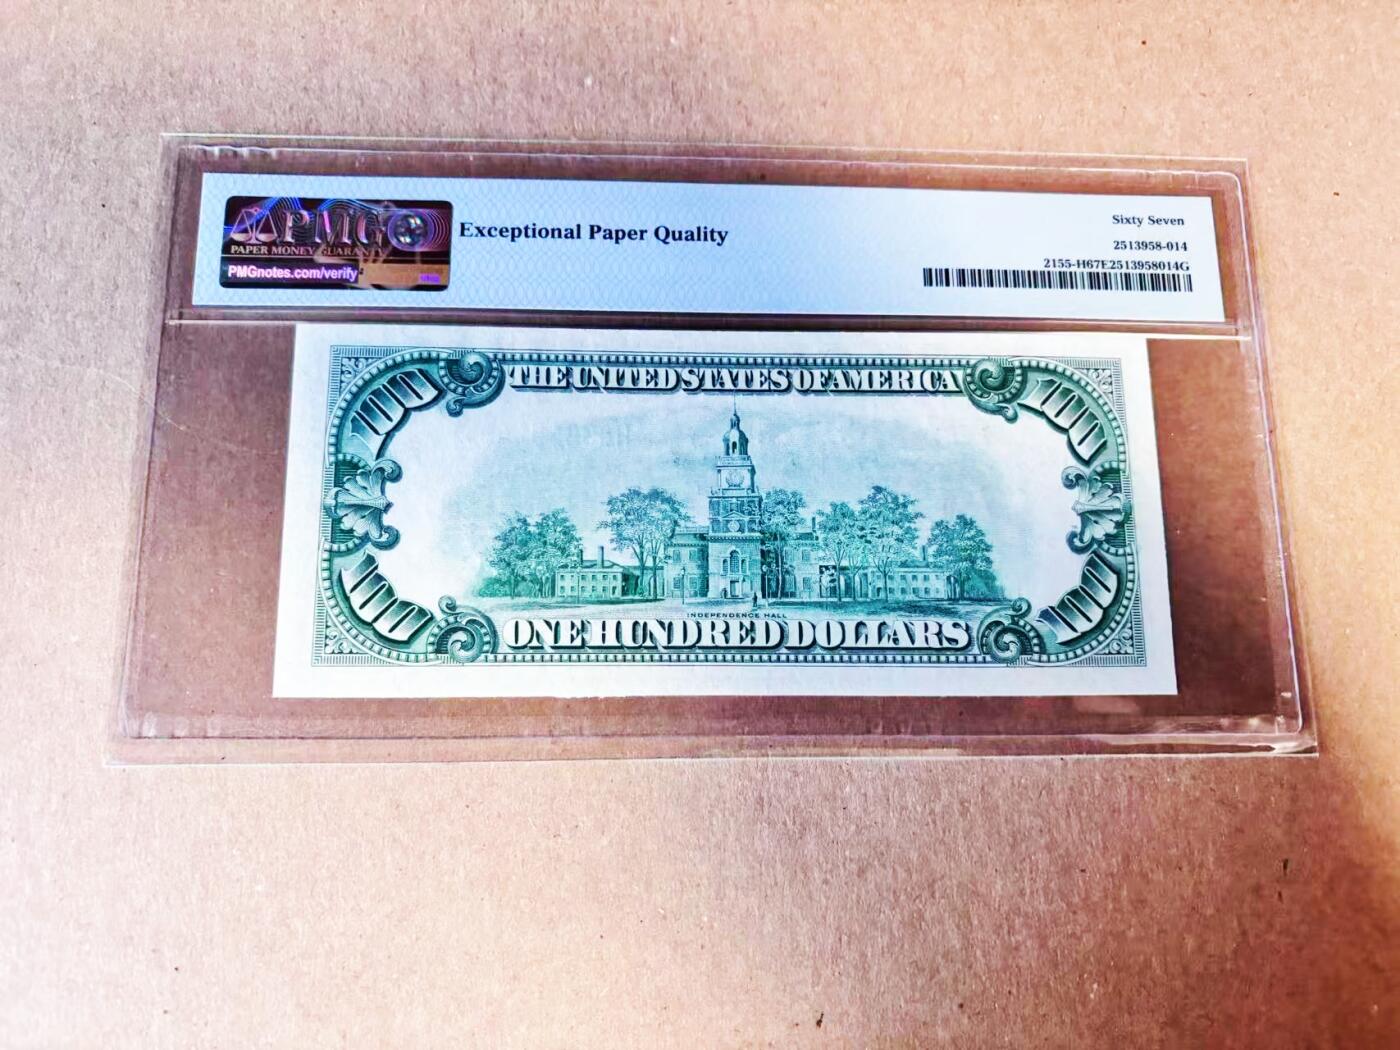 PMG
PAPER MONEY GUARANTY
PMGnotes.com/verify
Exceptional Paper Quality
Sixty Seven
2513958-014
2155-H67E2513958014G
THE UNITED STATES OF AMERICA
100
100
INDEPENDENCE HALL
100
ONE HUNDRED DOLLARS
100